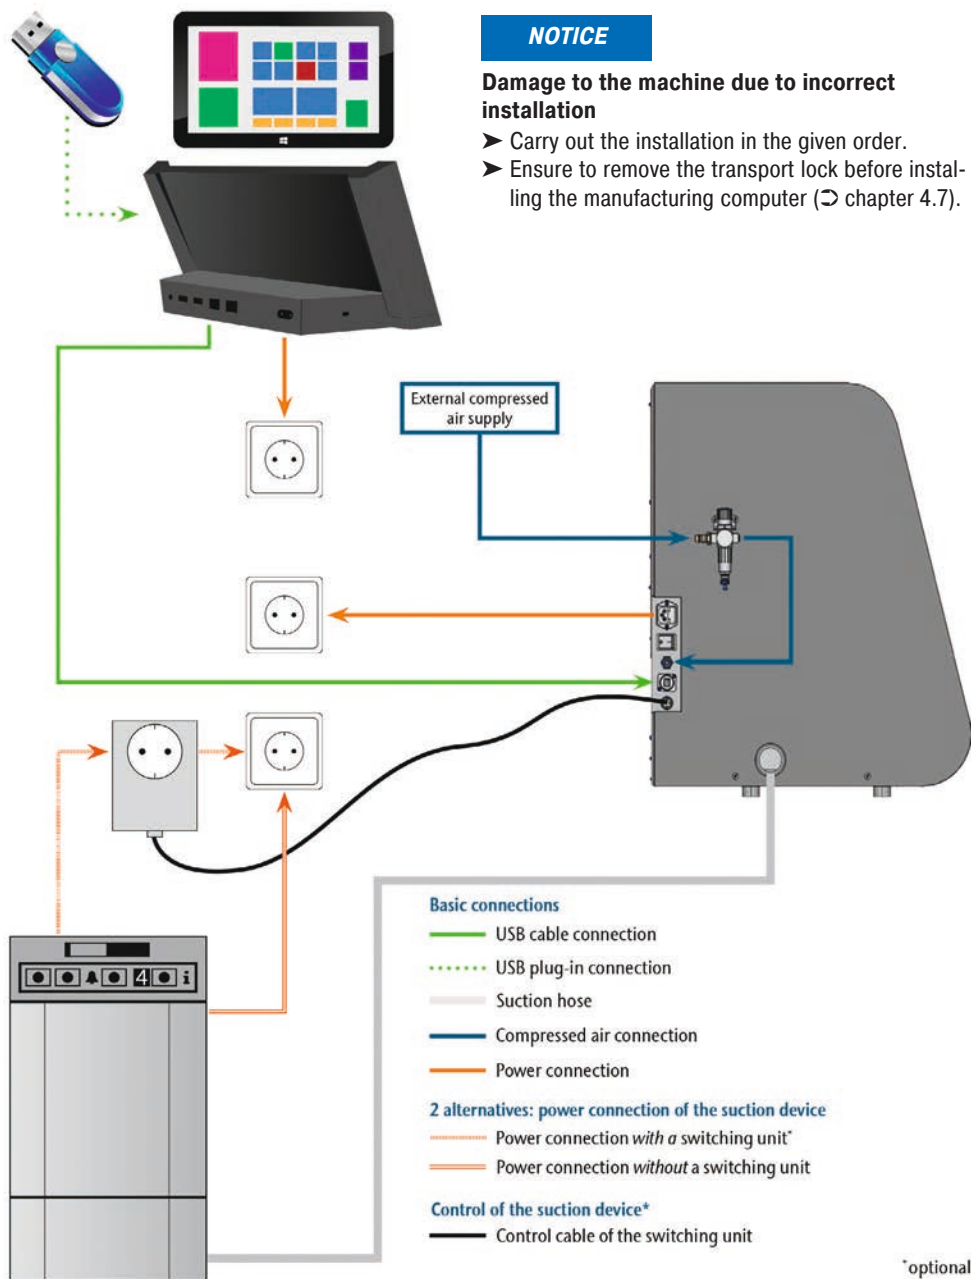 NOTICE
Damage to the machine due to incorrect
installation
➤ Carry out the installation in the given order.
➤ Ensure to remove the transport lock before instal-
ling the manufacturing computer (➲ chapter 4.7).
External compressed
air supply
4
i
Basic connections
USB cable connection
USB plug-in connection
Suction hose
Compressed air connection
Power connection
2 alternatives: power connection of the suction device
Power connection with a switching unit*
Power connection without a switching unit
Control of the suction device*
Control cable of the switching unit
*optional